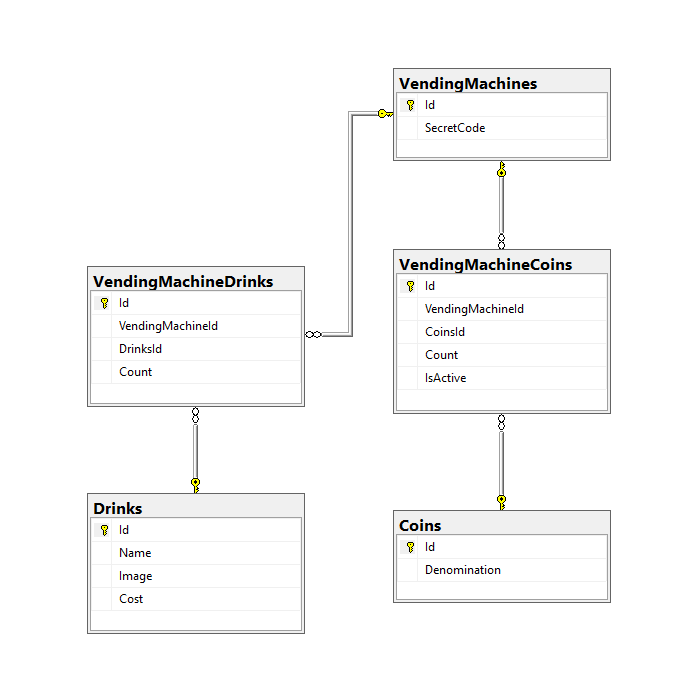 VendingMachines
Id
SecretCode
VendingMachineCoins
Id
VendingMachineId
CoinsId
Count
IsActive
VendingMachineDrinks
Id
VendingMachineId
DrinksId
Count
Drinks
Id
Name
Image
Cost
Coins
Id
Denomination